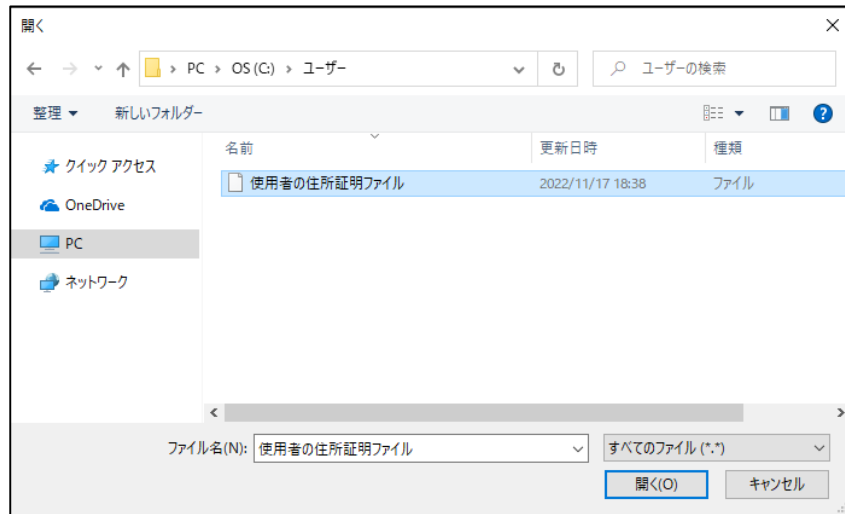 開く
PC › OS (C:) › ユーザー
ユーザーの検索
整理
新しいフォルダー
名前
更新日時
種類
クイック アクセス
OneDrive
PC
ネットワーク
使用者の住所証明ファイル
2022/11/17 18:38
ファイル
ファイル名(N):
使用者の住所証明ファイル
すべてのファイル (*.*)
開く(O)
キャンセル